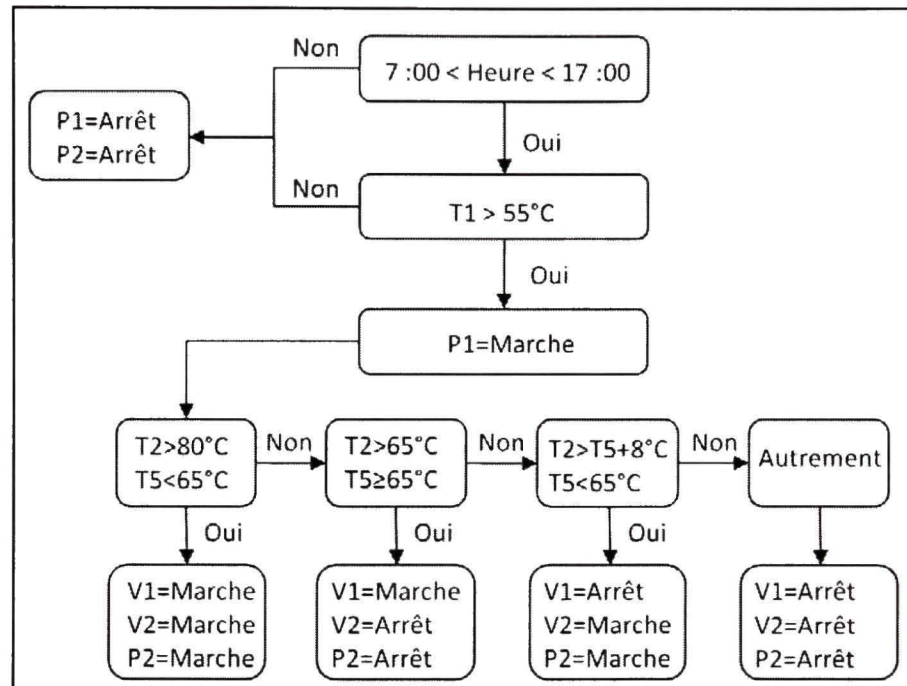 Non
7 :00 < Heure < 17 :00
P1=Arrêt
P2=Arrêt
Oui
Non
T1 > 55°C
Oui
P1=Marche
T2>80°C
T5<65°C
Non
T2>65°C
T5≥65°C
Non
T2>T5+8°C
T5<65°C
Non
Autrement
Oui
Oui
Oui
V1=Marche
V2=Marche
P2=Marche
V1=Marche
V2=Arrêt
P2=Arrêt
V1=Arrêt
V2=Marche
P2=Marche
V1=Arrêt
V2=Arrêt
P2=Arrêt